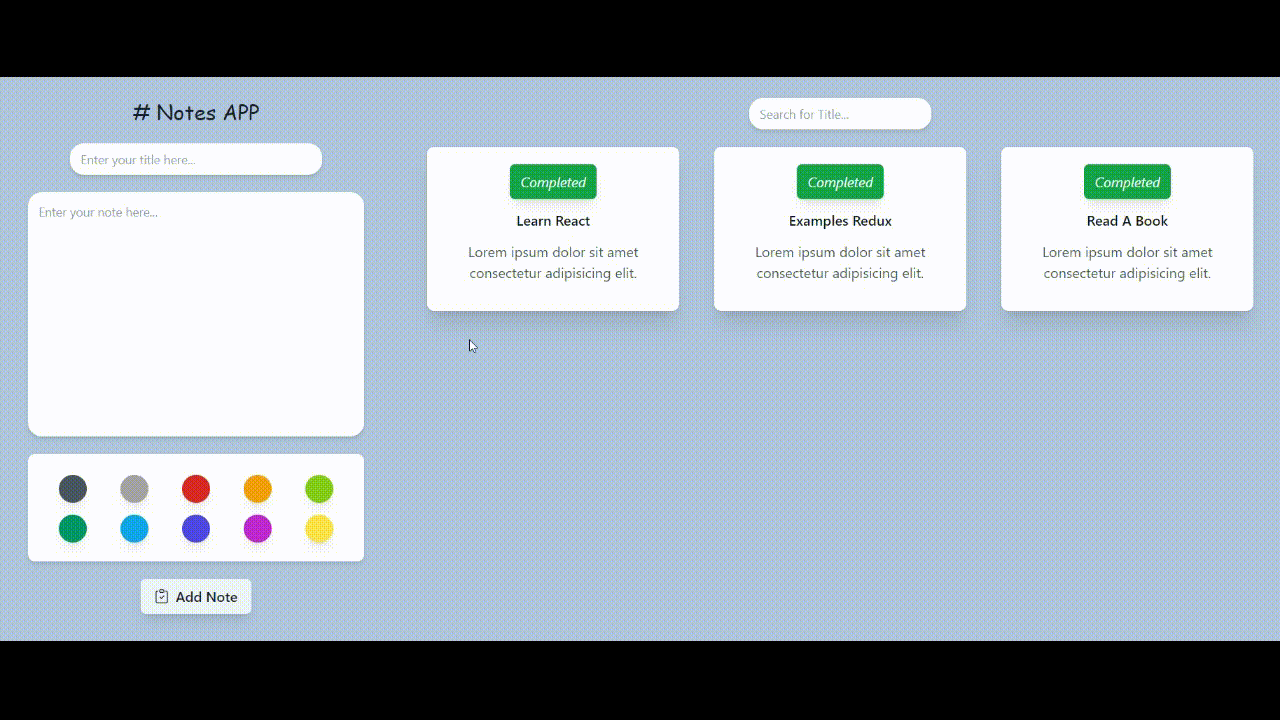 # Notes APP
Enter your title here...
Enter your note here...
Add Note
Search for Title...
Completed
Learn React
Lorem ipsum dolor sit amet
consectetur adipisicing elit.
Completed
Examples Redux
Lorem ipsum dolor sit amet
consectetur adipisicing elit.
Completed
Read A Book
Lorem ipsum dolor sit amet
consectetur adipisicing elit.